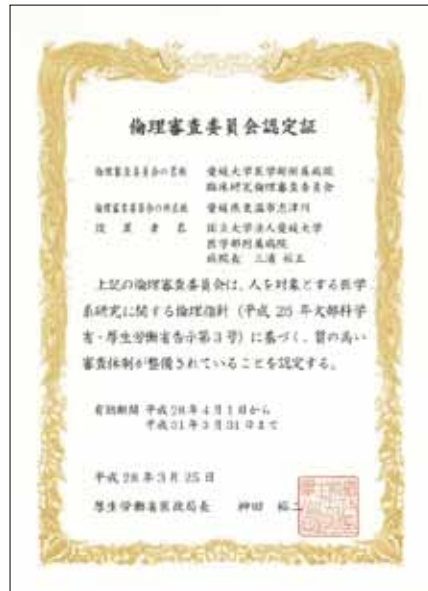 倫理審査委員会認定証
倫理審査委員会の名称 愛媛大学医学部附属病院
臨床研究倫理審査委員会
倫理審査委員会の所在地 愛媛県東温市志津川
設置者名 国立大学法人愛媛大学
医学部附属病院
病院長 三浦 裕正
上記の倫理審査委員会は、人を対象とする医学
系研究に関する倫理指針（平成 26 年文部科学
省・厚生労働省告示第3号）に基づく、質の高い
審査体制が整備されていることを認定する。
有効期間 平成28年4月1日から
平成31年3月31日まで
平成 28 年 3月 25 日
厚生労働省医政局長 神田 裕二